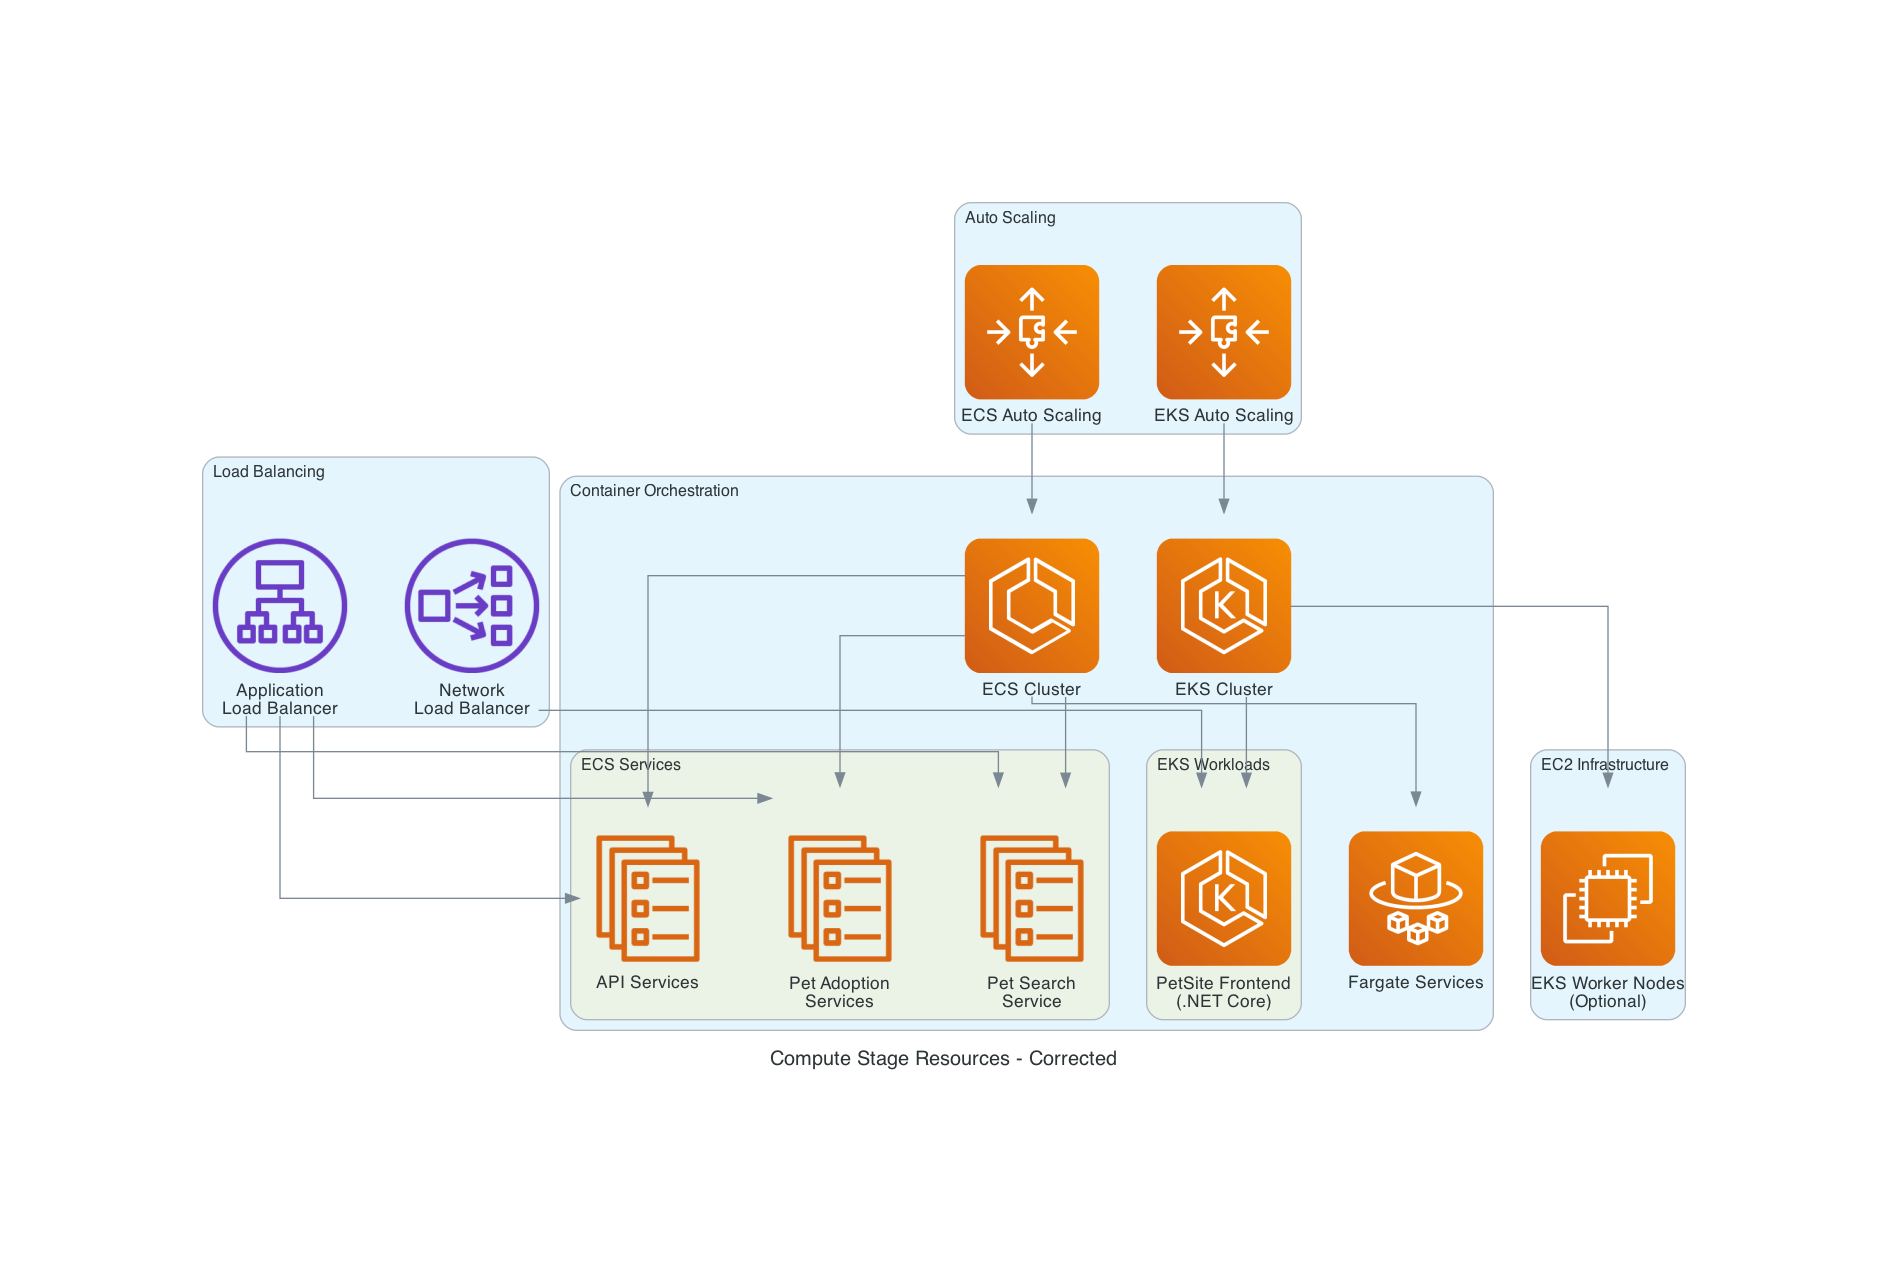 Auto Scaling
ECS Auto Scaling
EKS Auto Scaling
Load Balancing
Application
Load Balancer
Network
Load Balancer
Container Orchestration
ECS Cluster
EKS Cluster
ECS Services
API Services
Pet Adoption
Services
Pet Search
Service
EKS Workloads
PetSite Frontend
(.NET Core)
Fargate Services
EC2 Infrastructure
EKS Worker Nodes
(Optional)
Compute Stage Resources - Corrected